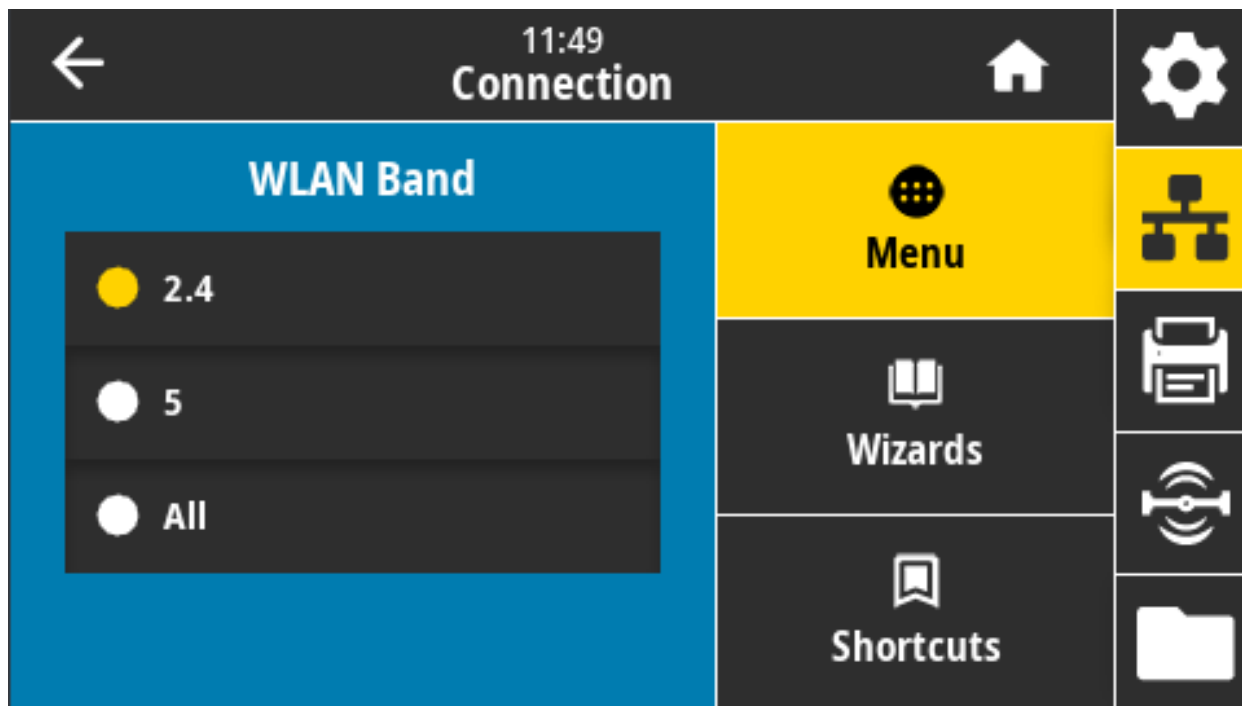 11:49
Connection
WLAN Band
2.4
5
All
Menu
Wizards
Shortcuts